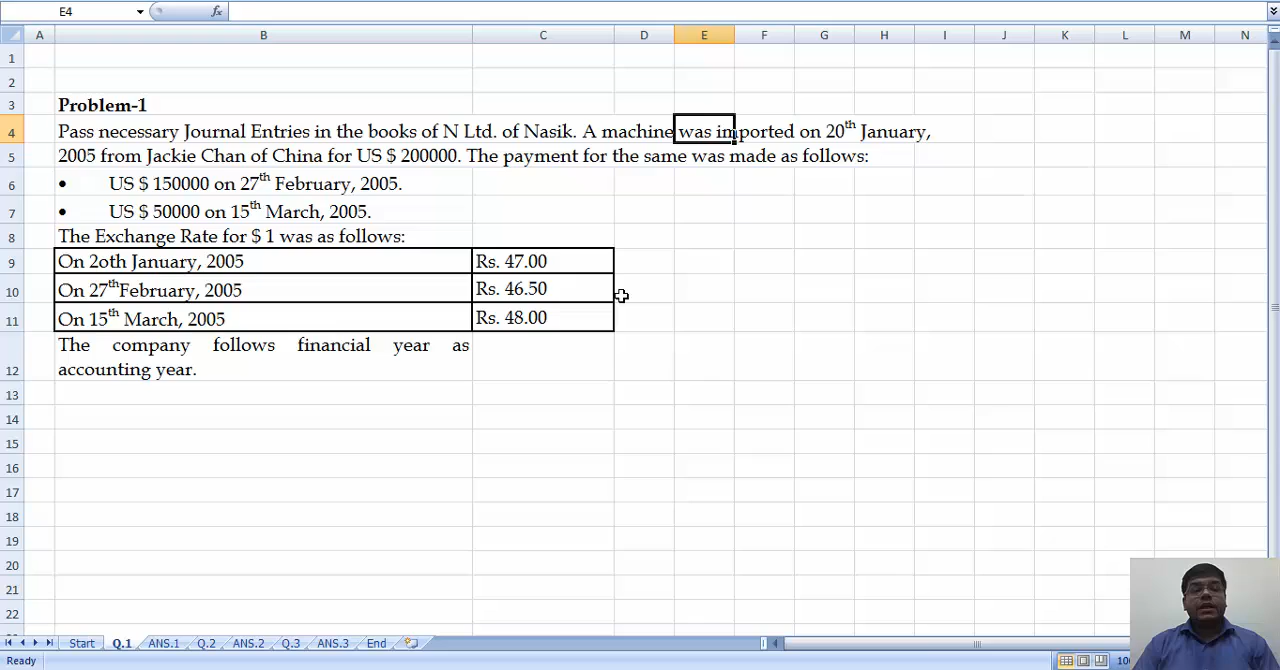 E4
fx
A B C D E F G H I J K L M N
1
2
3 Problem-1
4 Pass necessary Journal Entries in the books of N Ltd. of Nasik. A machine was imported on 20th January,
5 2005 from Jackie Chan of China for US $ 200000. The payment for the same was made as follows:
6 • US $ 150000 on 27th February, 2005.
7 • US $ 50000 on 15th March, 2005.
8 The Exchange Rate for $ 1 was as follows:
9 On 2oth January, 2005 Rs. 47.00
10 On 27thFebruary, 2005 Rs. 46.50
11 On 15th March, 2005 Rs. 48.00
The company follows financial year as
12 accounting year.
13
14
15
16
17
18
19
20
21
22
Start Q.1 ANS.1 Q.2 ANS.2 Q.3 ANS.3 End
Ready